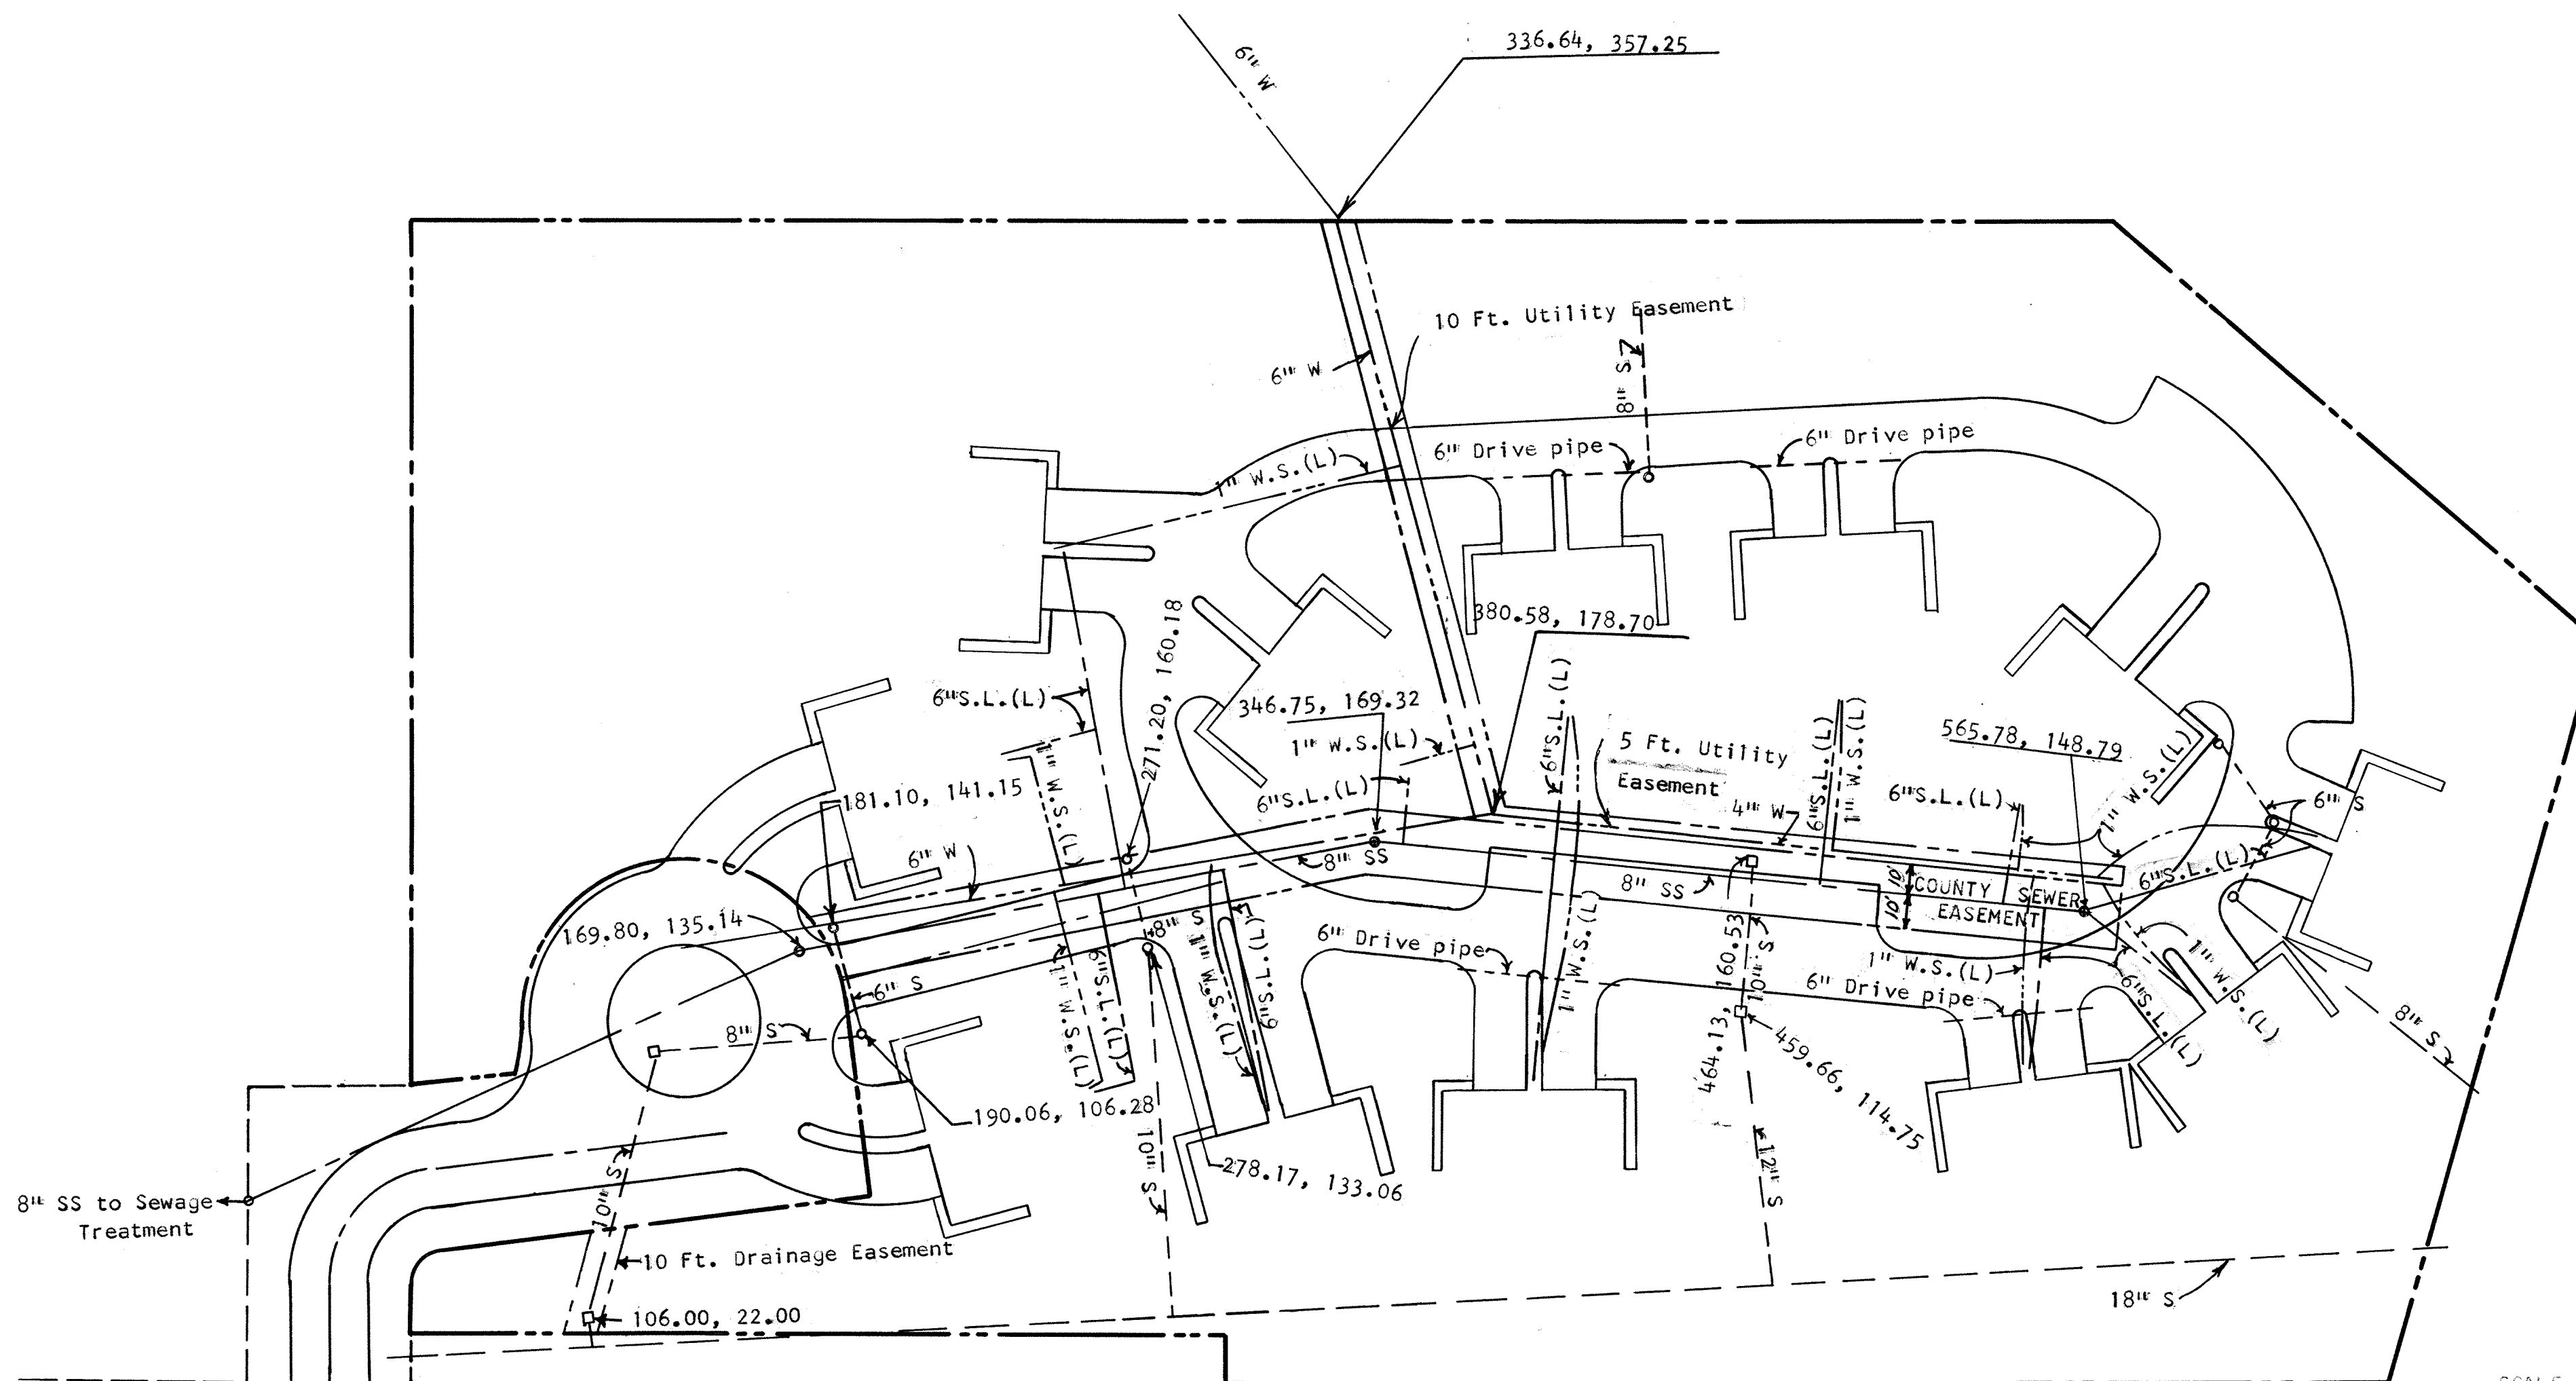 336.64, 357.25
6" W
10 Ft. Utility Easement
6" W
8" S
6" Drive pipe
6" Drive pipe
1" W.S.(L)
380.58, 178.70
271.20, 160.18
6"S.L.(L)
346.75, 169.32
1" W.S.(L)
6"S.L.(L)
6"S.L.(L)
5 Ft. Utility
Easement
4" W
6"S.L.(L)
1" W.S.(L)
565.78, 148.79
6"S.L.(L)
1" W.S.(L)
6" S
1" W.S.(L)
181.10, 141.15
6" W
8" SS
8" SS
10'
10'
COUNTY SEWER
EASEMENT
6"S.L.(L)
169.80, 135.14
8" S
6" Drive pipe
1" W.S.(L)
464.13, 160.53
10" S
1" W.S.(L)
6" Drive pipe
6"S.L.(L)
1" W.S.(L)
8" S
6" S
8" S
1" W.S.(L)
6"S.L.(L)
1" W.S.(L)
6"S.L.(L)
459.66, 114.75
190.06, 106.28
10" S
278.17, 133.06
12" S
10" S
8" SS to Sewage
Treatment
10 Ft. Drainage Easement
106.00, 22.00
18" S